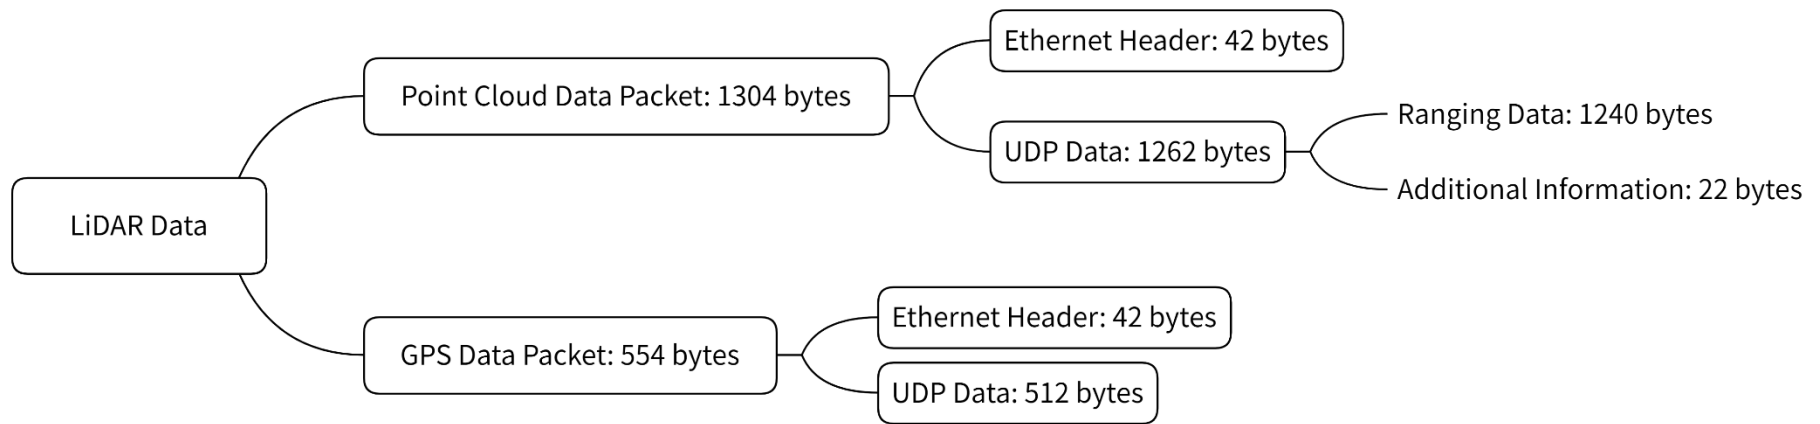 LiDAR Data
Point Cloud Data Packet: 1304 bytes
Ethernet Header: 42 bytes
UDP Data: 1262 bytes
Ranging Data: 1240 bytes
Additional Information: 22 bytes
GPS Data Packet: 554 bytes
Ethernet Header: 42 bytes
UDP Data: 512 bytes